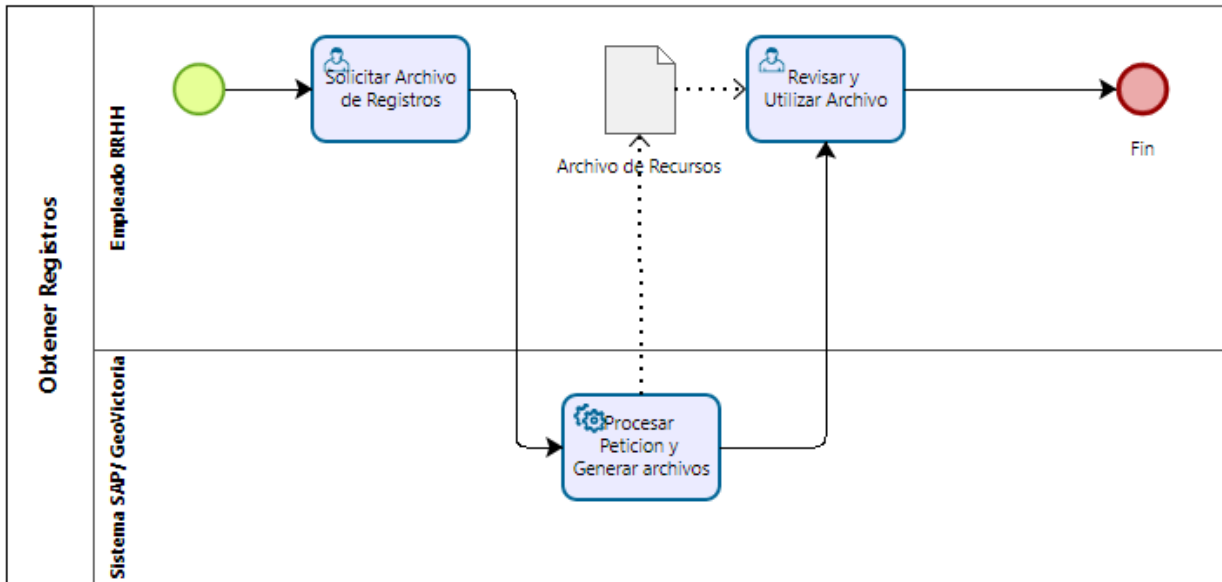 Obtener Registros
Empleado RRHH
Solicitar Archivo
de Registros
Archivo de Recursos
Revisar y
Utilizar Archivo
Fin
Sistema SAP/ GeoVictoria
Procesar
Peticion y
Generar archivos